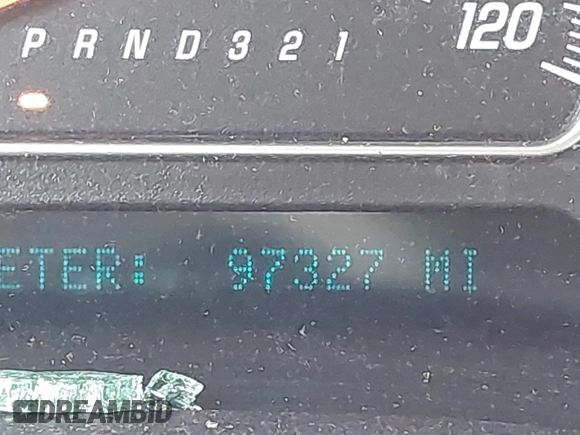 120
P R N D 3 2 1
ETER: 97327 MI
DREAMBID